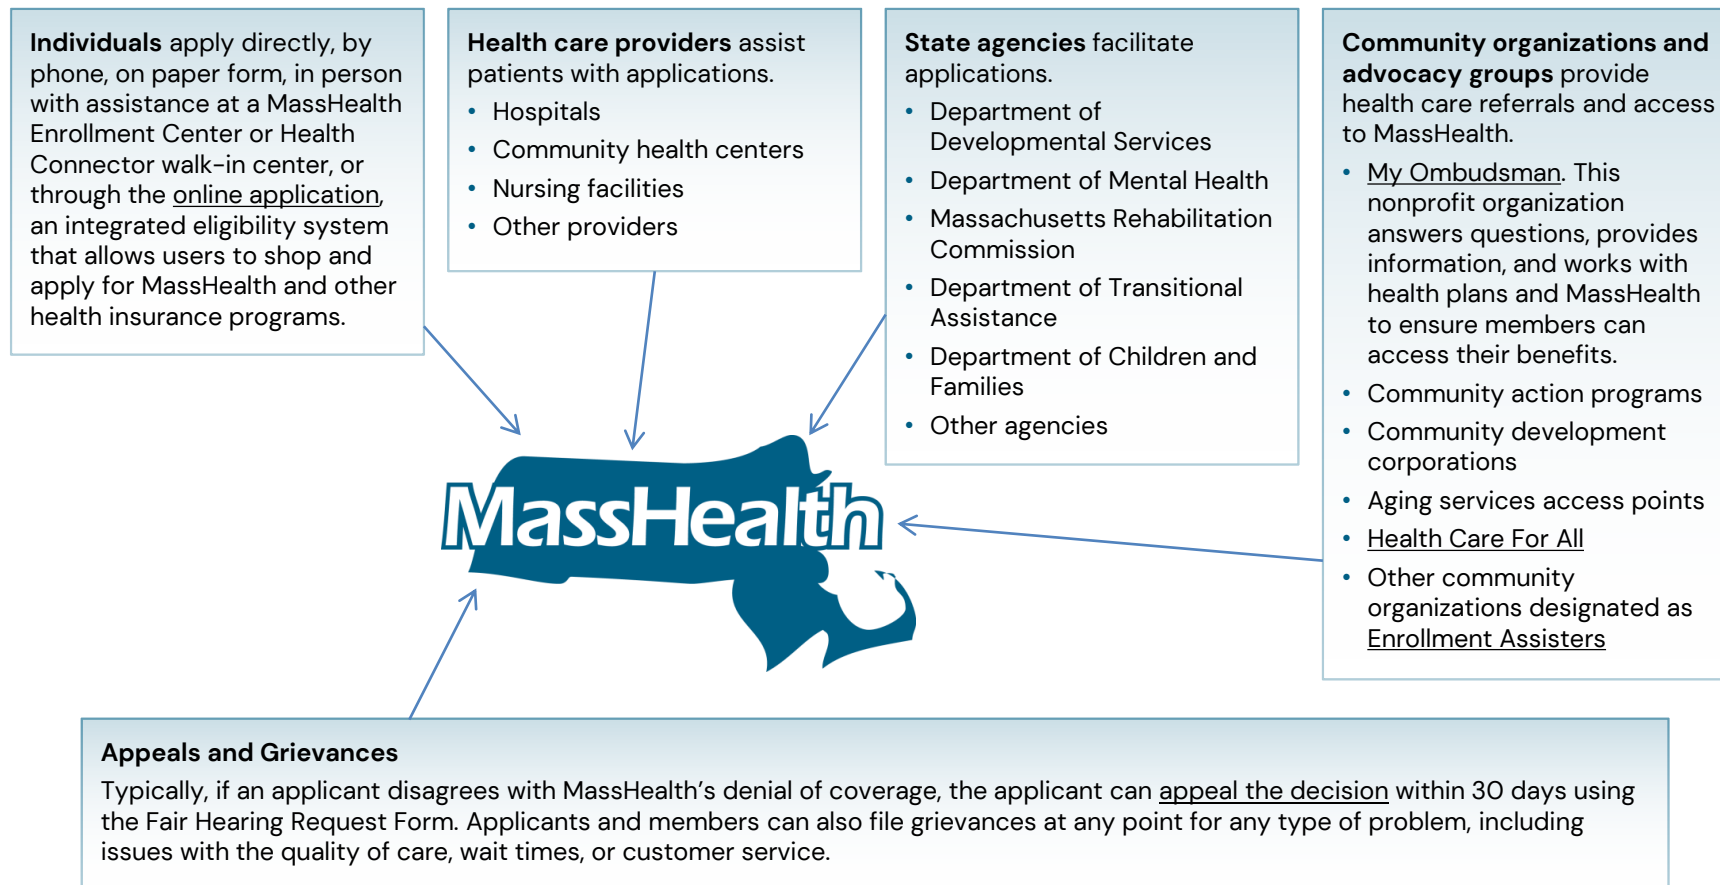 Individuals apply directly, by
phone, on paper form, in person
with assistance at a MassHealth
Enrollment Center or Health
Connector walk-in center, or
through the online application,
an integrated eligibility system
that allows users to shop and
apply for MassHealth and other
health insurance programs.
Health care providers assist
patients with applications.
• Hospitals
• Community health centers
• Nursing facilities
• Other providers
State agencies facilitate
applications.
• Department of
Developmental Services
• Department of Mental Health
• Massachusetts Rehabilitation
Commission
• Department of Transitional
Assistance
• Department of Children and
Families
• Other agencies
Community organizations and
advocacy groups provide
health care referrals and access
to MassHealth.
• My Ombudsman. This
nonprofit organization
answers questions, provides
information, and works with
health plans and MassHealth
to ensure members can
access their benefits.
• Community action programs
• Community development
corporations
• Aging services access points
• Health Care For All
• Other community
organizations designated as
Enrollment Assisters
MassHealth
Appeals and Grievances
Typically, if an applicant disagrees with MassHealth’s denial of coverage, the applicant can appeal the decision within 30 days using
the Fair Hearing Request Form. Applicants and members can also file grievances at any point for any type of problem, including
issues with the quality of care, wait times, or customer service.